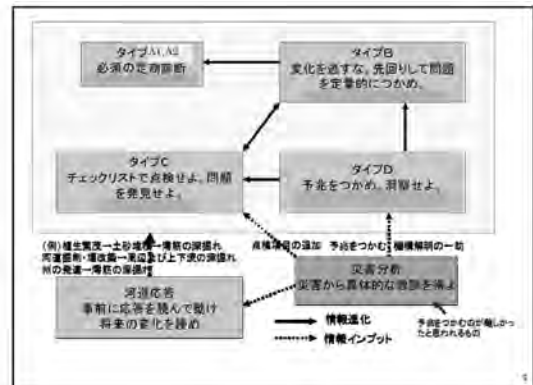 タイプA1,A2
必須の定期診断
タイプB
変化を逃すな。先回りして問題
を定量的につかめ。
タイプC
チェックリストで点検せよ。問題
を発見せよ。
タイプD
予兆をつかめ。洞察せよ。
(例)植生繁茂→土砂堆積→澪筋の深掘れ
河道掘削・堰改築→周辺及び上下流の深掘れ
州の発達→澪筋の深掘れ
点検項目の追加
予兆をつかむ 機構解明の一助
河道応答
事前に応答を読んで動け
将来の変化を読め
災害分析
災害から具体的な教訓を得よ
情報進化
情報インプット
予兆をつかむのが難しかっ
たと思われるもの